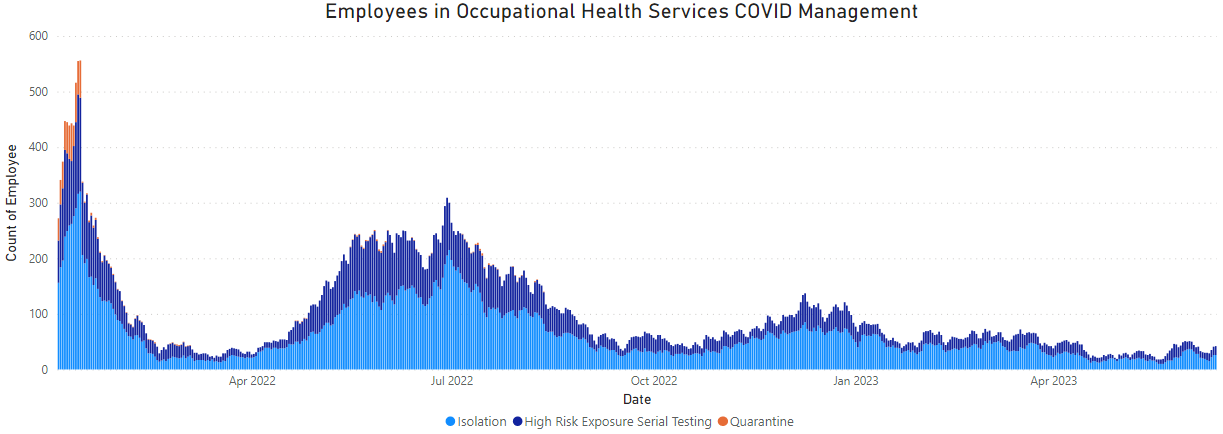 Employees in Occupational Health Services COVID Management
600
500
400
300
200
100
0
Count of Employee
Apr 2022 Jul 2022 Oct 2022 Jan 2023 Apr 2023
Date
Isolation High Risk Exposure Serial Testing Quarantine